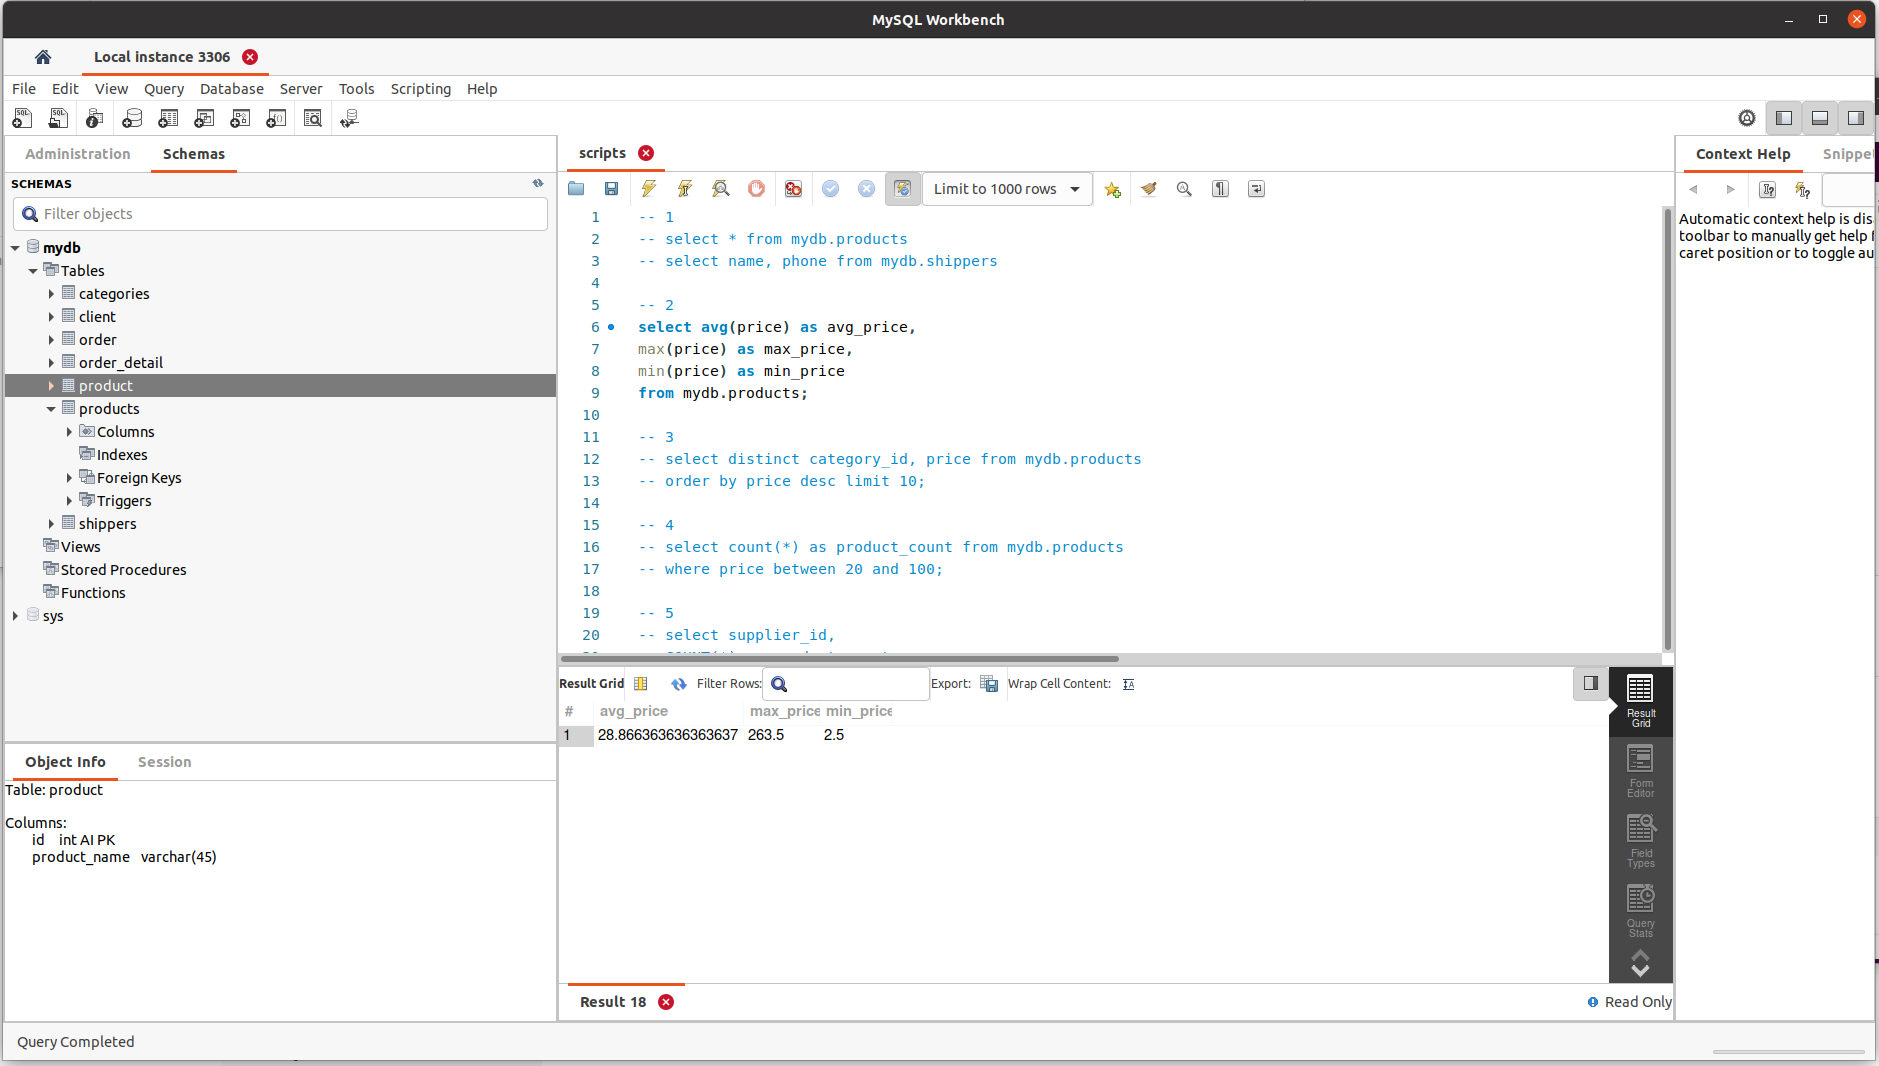 MySQL Workbench
Local instance 3306
File Edit View Query Database Server Tools Scripting Help
Administration Schemas
SCHEMAS
Filter objects
mydb
Tables
categories
client
order
order_detail
product
products
Columns
Indexes
Foreign Keys
Triggers
shippers
Views
Stored Procedures
Functions
sys
Object Info Session
Table: product
Columns:
id int AI PK
product_name varchar(45)
scripts
Limit to 1000 rows
1 -- 1
2 -- select * from mydb.products
3 -- select name, phone from mydb.shippers
4
5 -- 2
6 select avg(price) as avg_price,
7 max(price) as max_price,
8 min(price) as min_price
9 from mydb.products;
10
11 -- 3
12 -- select distinct category_id, price from mydb.products
13 -- order by price desc limit 10;
14
15 -- 4
16 -- select count(*) as product_count from mydb.products
17 -- where price between 20 and 100;
18
19 -- 5
20 -- select supplier_id,
Result Grid Filter Rows: Export: Wrap Cell Content:
# avg_price max_price min_price
1 28.866363636363637 263.5 2.5
Result
Grid
Form
Editor
Field
Types
Query
Stats
Result 18
Read Only
Context Help Snippe
Automatic context help is dis
toolbar to manually get help
caret position or to toggle au
Query Completed